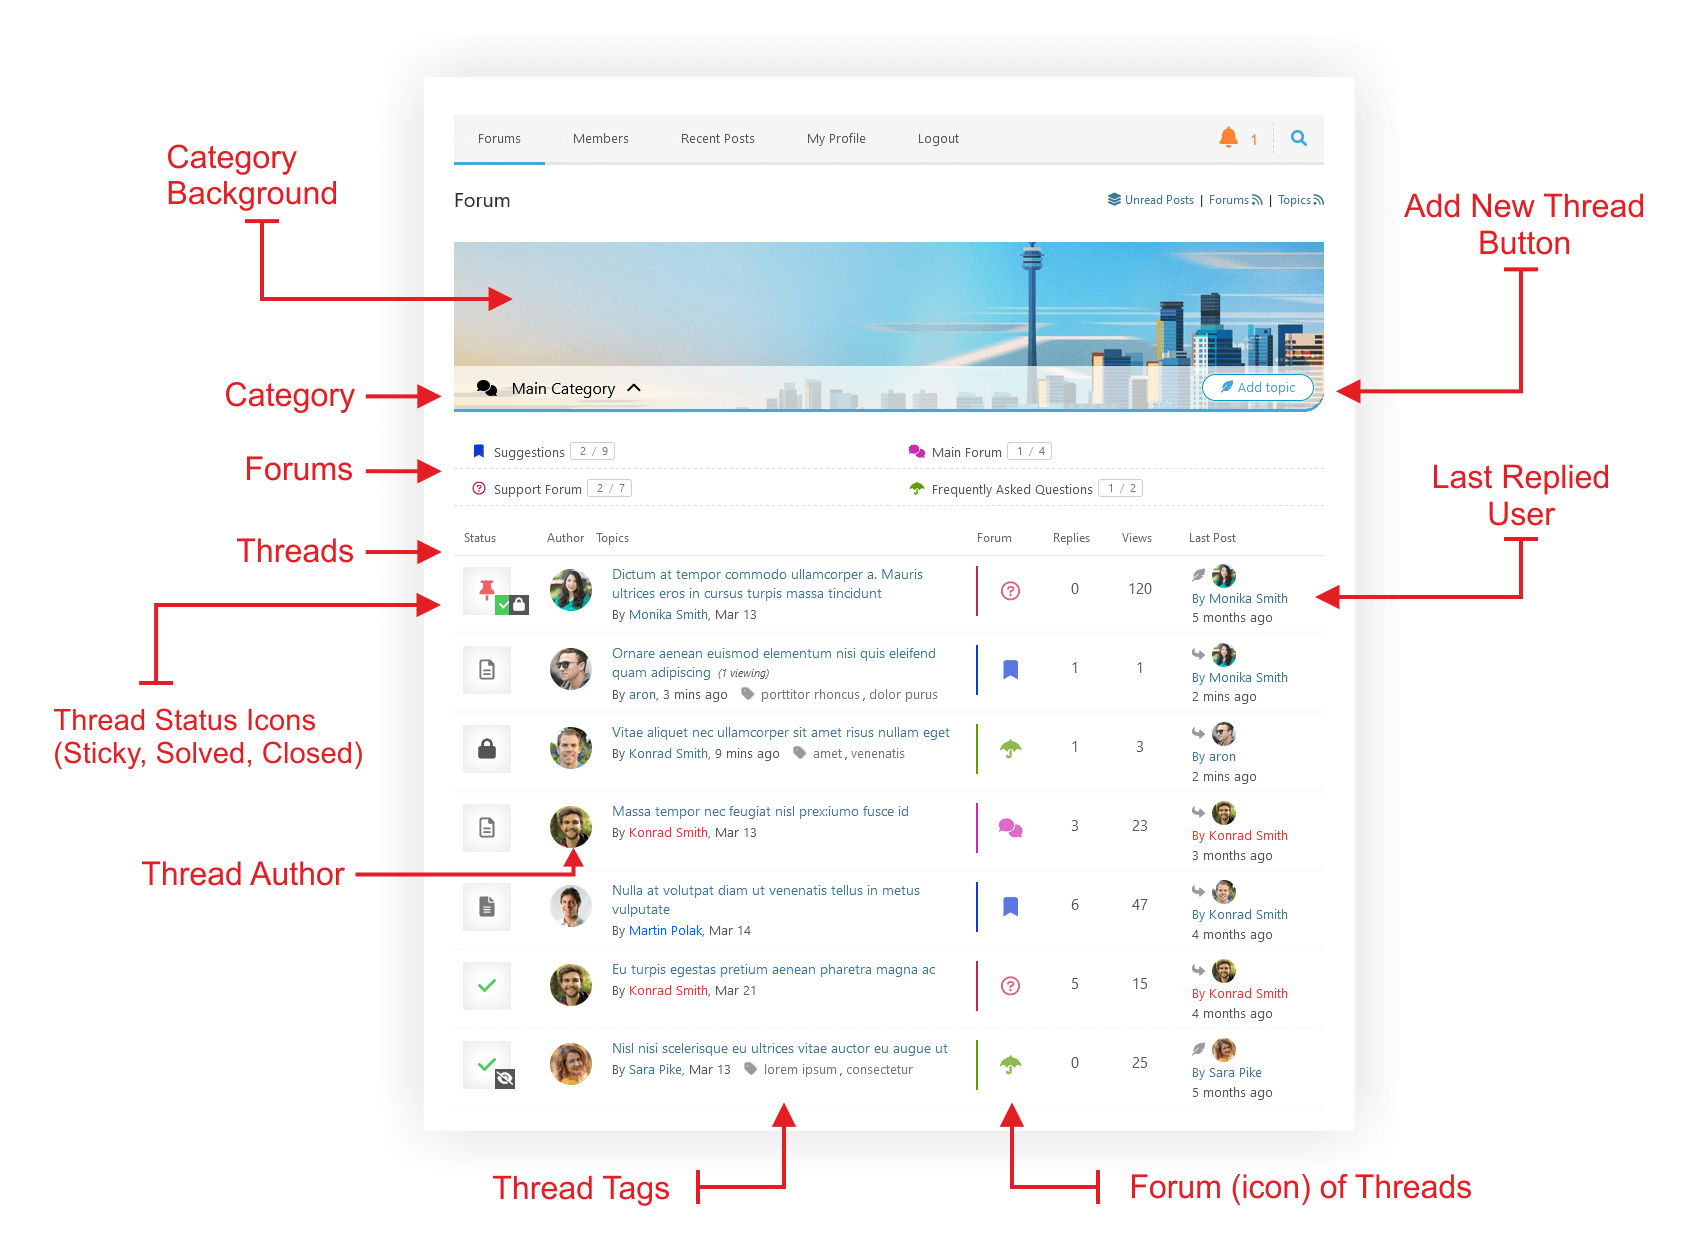 Forums Members Recent Posts My Profile Logout 1
Category
Background
Forum
Unread Posts | Forums | Topics
Add New Thread
Button
Category
Main Category
Add topic
Forums
Suggestions 2 / 9
Main Forum 1 / 4
Support Forum 2 / 7
Frequently Asked Questions 1 / 2
Last Replied
User
Threads
Status Author Topics Forum Replies Views Last Post
Dictum at tempor commodo ullamcorper a. Mauris
ultrices eros in cursus turpis massa tincidunt
By Monika Smith, Mar 13
0 120
By Monika Smith
5 months ago
Ornare aenean euismod elementum nisi quis eleifend
quam adipiscing (1 viewing)
By aron, 3 mins ago porttitor rhoncus , dolor purus
1 1
By Monika Smith
2 mins ago
Thread Status Icons
(Sticky, Solved, Closed)
Vitae aliquet nec ullamcorper sit amet risus nullam eget
By Konrad Smith, 9 mins ago amet , venenatis
1 3
By aron
2 mins ago
Massa tempor nec feugiat nisl prex:iumo fusce id
By Konrad Smith, Mar 13
3 23
By Konrad Smith
3 months ago
Thread Author
Nulla at volutpat diam ut venenatis tellus in metus
vulputate
By Martin Polak, Mar 14
6 47
By Konrad Smith
4 months ago
Eu turpis egestas pretium aenean pharetra magna ac
By Konrad Smith, Mar 21
5 15
By Konrad Smith
4 months ago
Nisl nisi scelerisque eu ultrices vitae auctor eu augue ut
By Sara Pike, Mar 13 lorem ipsum , consectetur
0 25
By Sara Pike
5 months ago
Thread Tags
Forum (icon) of Threads